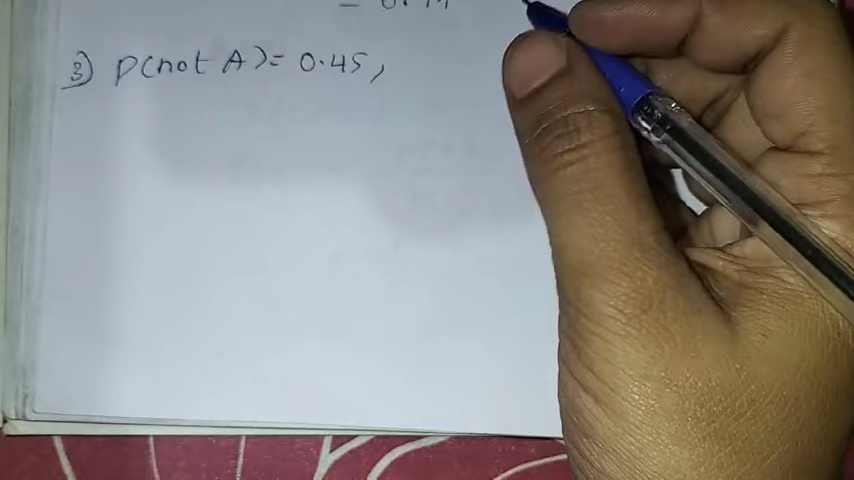 3) P(not A) = 0.45,